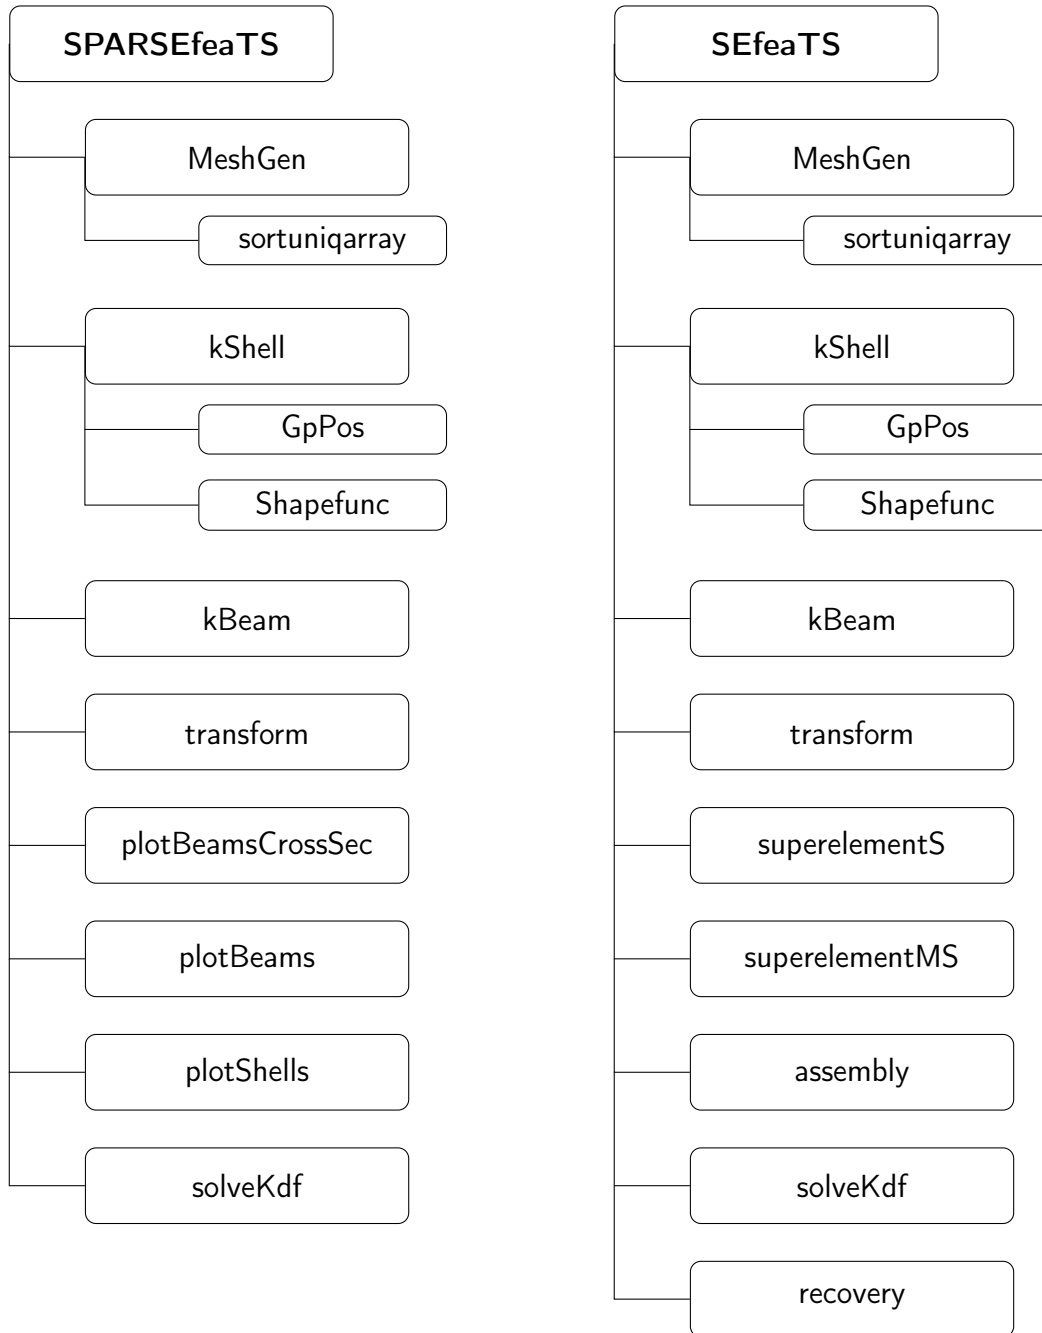 SPARSEfeaTS
MeshGen
sortuniqarray
kShell
GpPos
Shapefunc
kBeam
transform
plotBeamsCrossSec
plotBeams
plotShells
solveKdf
SEfeaTS
MeshGen
sortuniqarray
kShell
GpPos
Shapefunc
kBeam
transform
superelementS
superelementMS
assembly
solveKdf
recovery